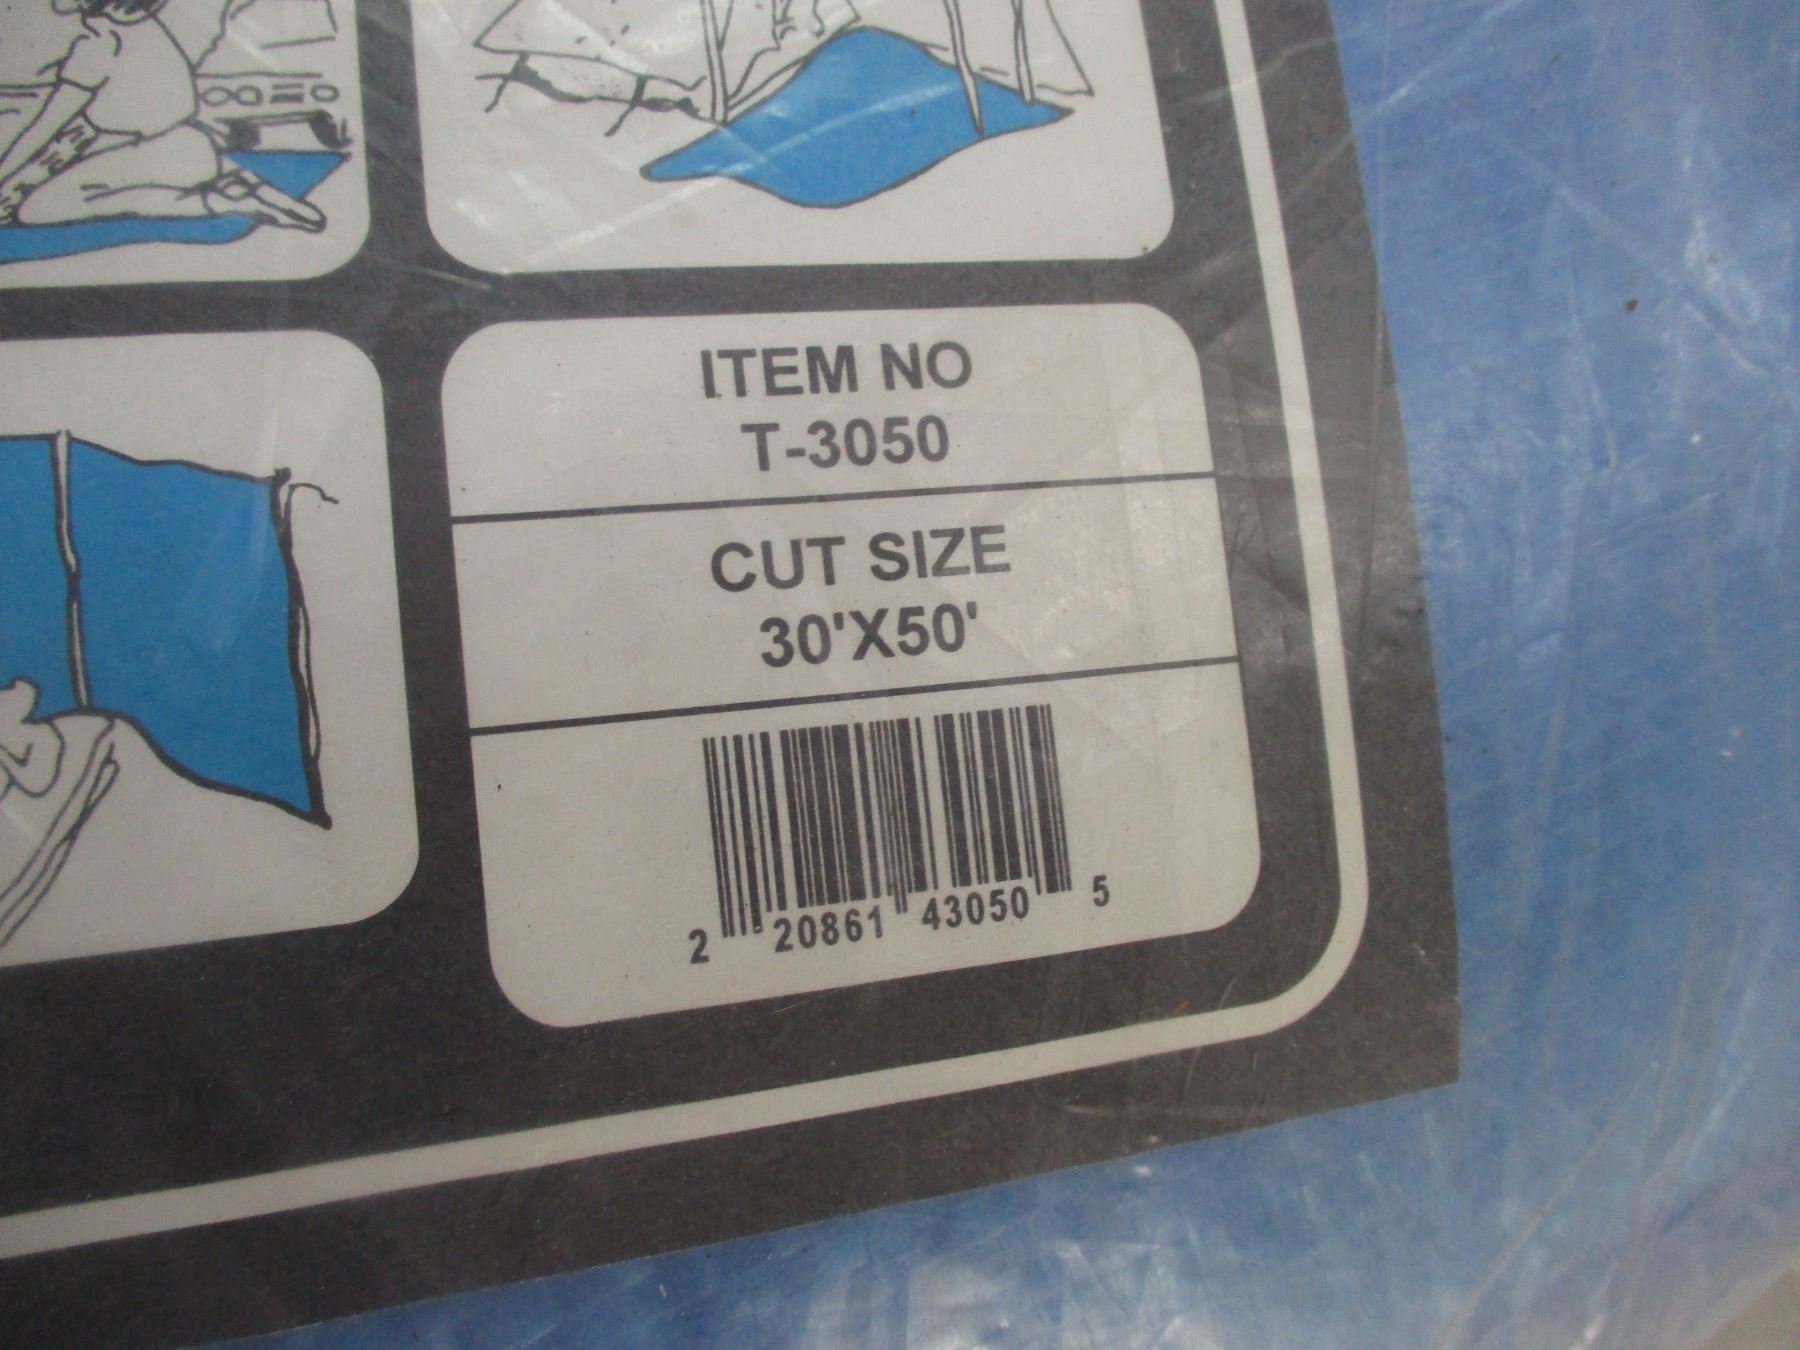 ITEM NO
T-3050
CUT SIZE
30'X50'
2 20861 43050 5